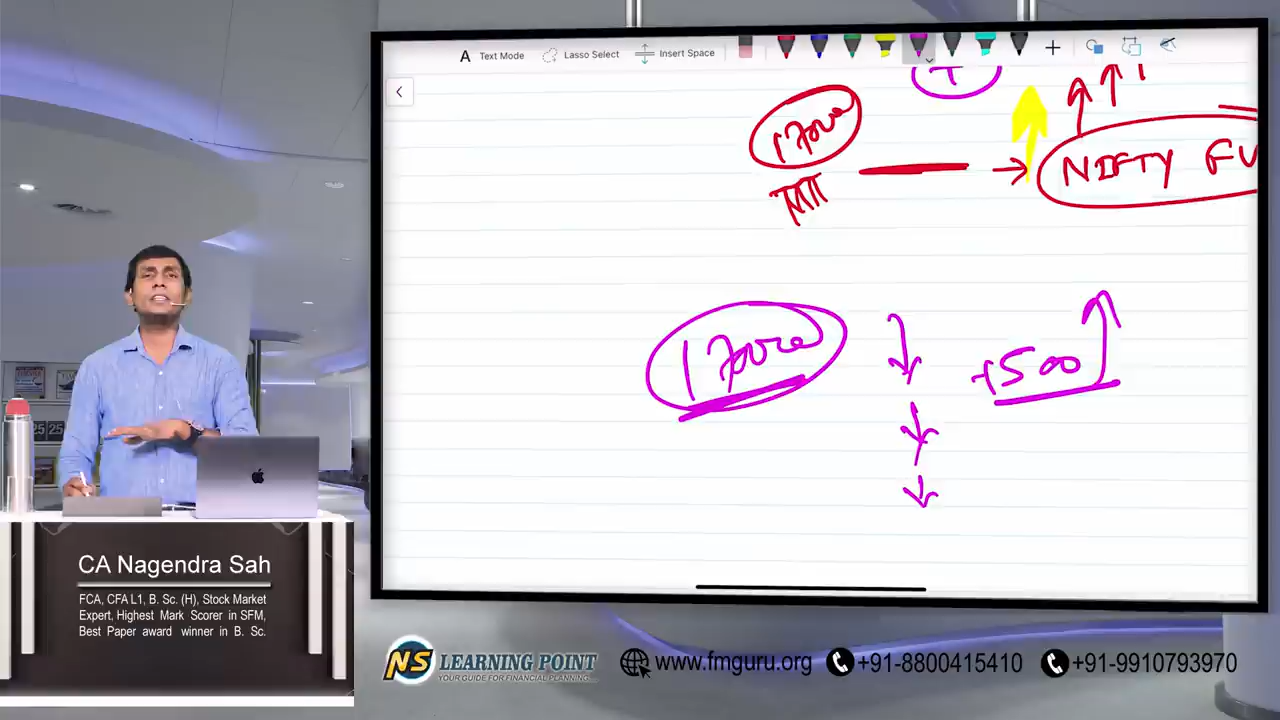 A Text Mode Lasso Select Insert Space
T
17000
NIFTY FU
17000
+500
25 25
CA Nagendra Sah
FCA, CFA L1, B. Sc. (H), Stock Market
Expert, Highest Mark Scorer in SFM,
Best Paper award winner in B. Sc.
NS LEARNING POINT
YOUR GUIDE FOR FINANCIAL PLANNING...
www.fmguru.org
+91-8800415410
+91-9910793970